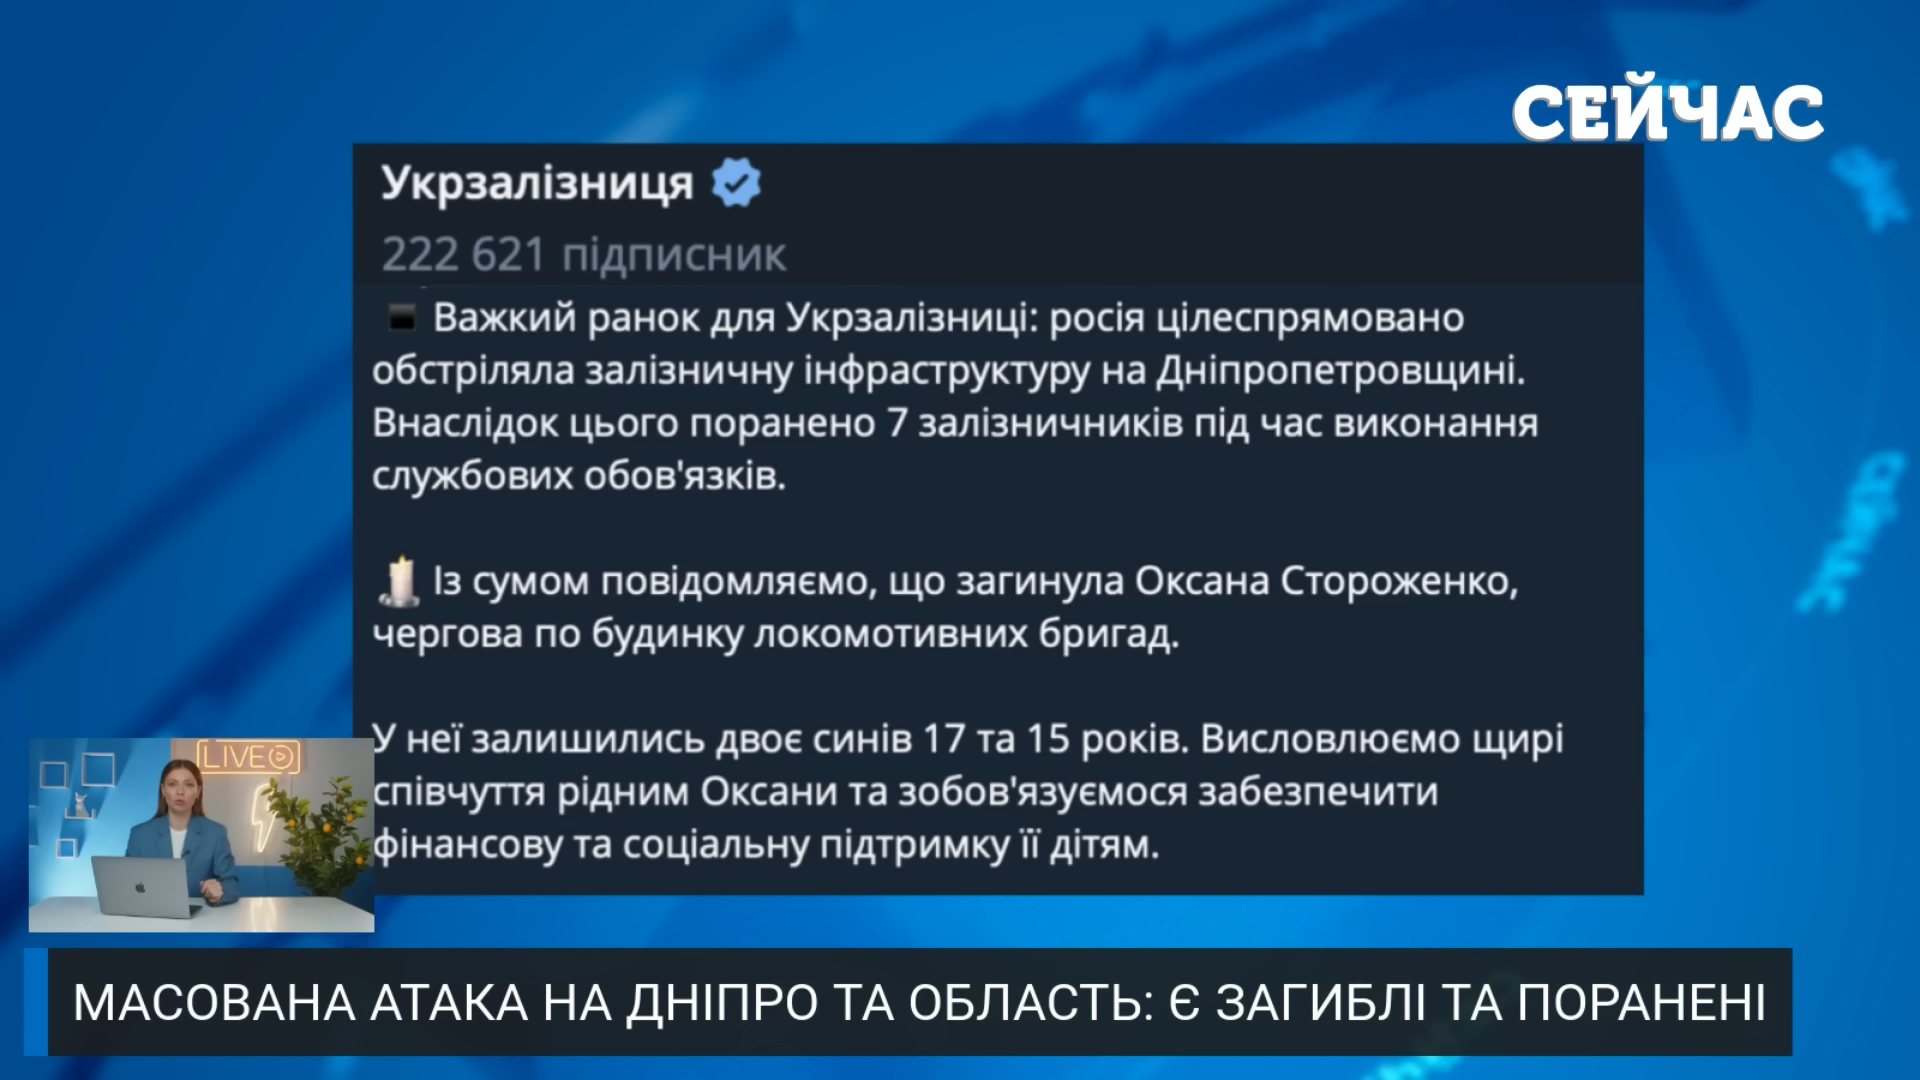 СЕЙЧАС
Укрзалізниця
222 621 підписник
Важкий ранок для Укрзалізниці: росія цілеспрямовано
обстріляла залізничну інфраструктуру на Дніпропетровщині.
Внаслідок цього поранено 7 залізничників під час виконання
службових обов'язків.
Із сумом повідомляємо, що загинула Оксана Стороженко,
чергова по будинку локомотивних бригад.
У неї залишились двоє синів 17 та 15 років. Висловлюємо щирі
співчуття рідним Оксани та зобов'язуємося забезпечити
фінансову та соціальну підтримку її дітям.
LIVE
МАСОВАНА АТАКА НА ДНІПРО ТА ОБЛАСТЬ: Є ЗАГИБЛІ ТА ПОРАНЕНІ